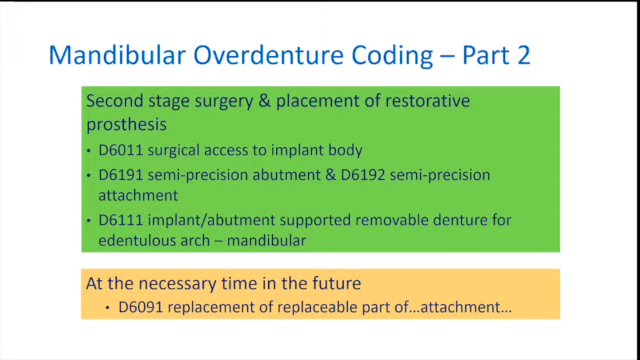 Mandibular Overdenture Coding – Part 2
Second stage surgery & placement of restorative
prosthesis
• D6011 surgical access to implant body
• D6191 semi-precision abutment & D6192 semi-precision
attachment
• D6111 implant/abutment supported removable denture for
edentulous arch – mandibular
At the necessary time in the future
• D6091 replacement of replaceable part of…attachment…